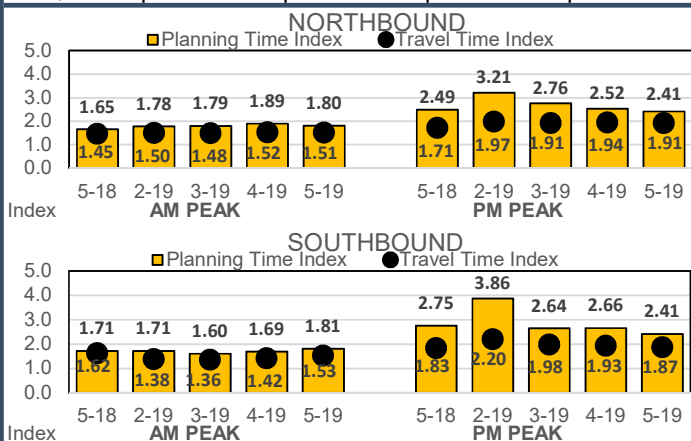 NORTHBOUND
Planning Time Index Travel Time Index
5.0
4.0
3.0
2.0
1.0
0.0
1.65 1.78 1.79 1.89 1.80 2.49 3.21 2.76 2.52 2.41
1.45 1.50 1.48 1.52 1.51 1.71 1.97 1.91 1.94 1.91
5-18 2-19 3-19 4-19 5-19 5-18 2-19 3-19 4-19 5-19
Index AM PEAK PM PEAK
SOUTHBOUND
Planning Time Index Travel Time Index
5.0
4.0
3.0
2.0
1.0
0.0
1.71 1.71 1.60 1.69 1.81 2.75 3.86 2.64 2.66 2.41
1.62 1.38 1.36 1.42 1.53 1.83 2.20 1.98 1.93 1.87
5-18 2-19 3-19 4-19 5-19 5-18 2-19 3-19 4-19 5-19
Index AM PEAK PM PEAK